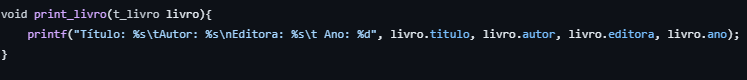 void print_livro(t_livro livro){
    printf("Título: %s\tAutor: %s\nEditora: %s\t Ano: %d", livro.titulo, livro.autor, livro.editora, livro.ano);
}